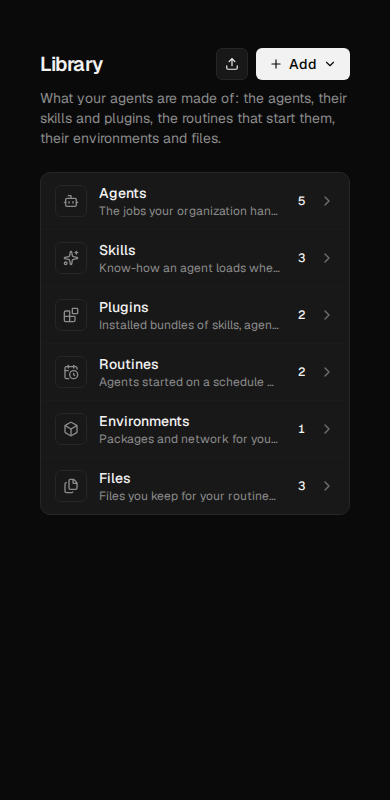 Library
Add
What your agents are made of: the agents, their
skills and plugins, the routines that start them,
their environments and files.
Agents
5
The jobs your organization han...
Skills
3
Know-how an agent loads whe...
Plugins
2
Installed bundles of skills, agen...
Routines
2
Agents started on a schedule ...
Environments
1
Packages and network for you...
Files
3
Files you keep for your routine...